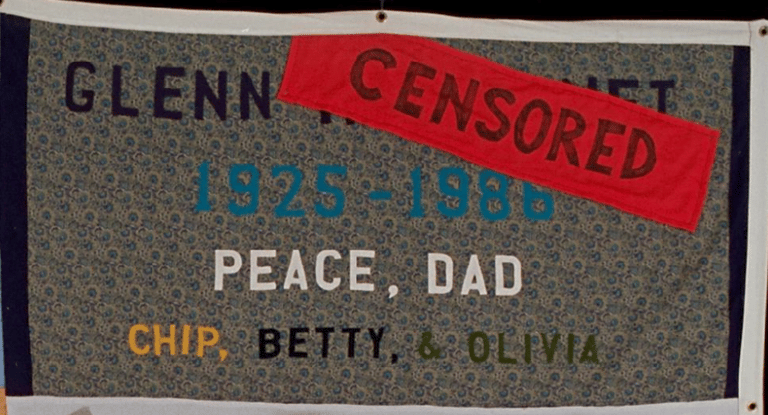 GLENN
CENSORED
1925-1986
PEACE, DAD
CHIP, BETTY, & OLIVIA